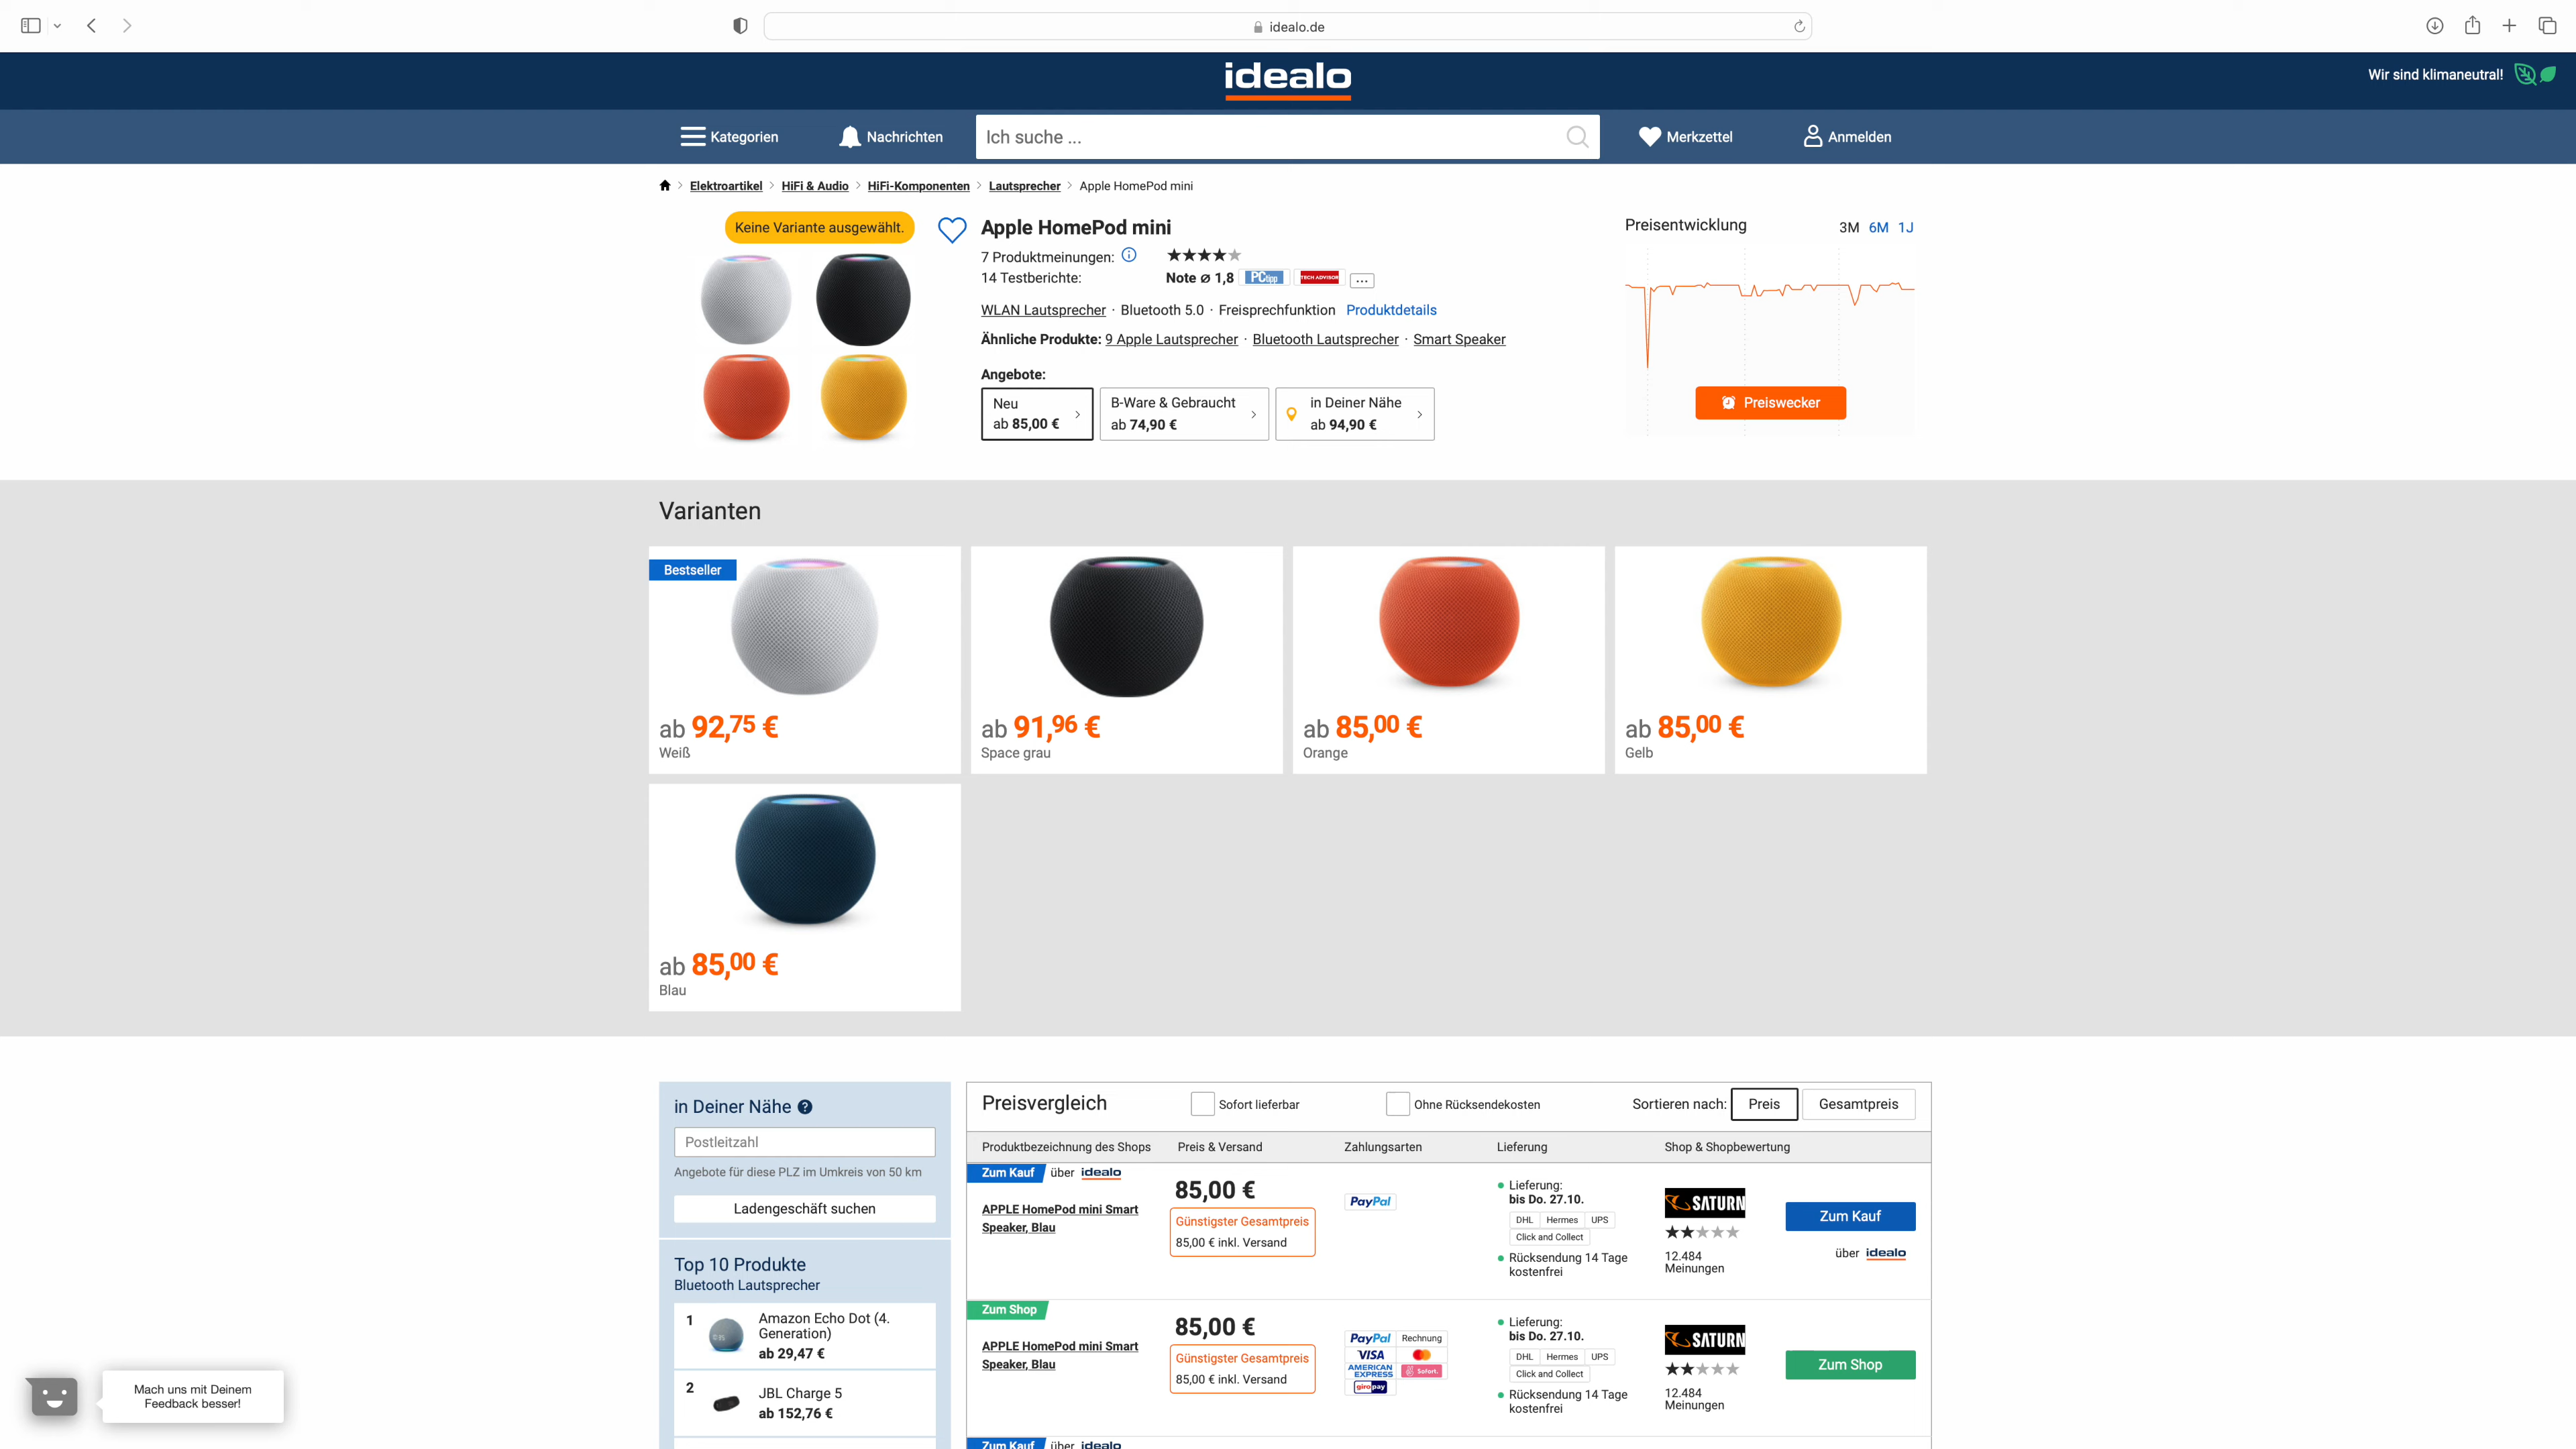 idealo.de
idealo
Wir sind klimaneutral!
Kategorien
Nachrichten
Ich suche ...
Merkzettel
Anmelden
Elektroartikel > HiFi & Audio > HiFi-Komponenten > Lautsprecher > Apple HomePod mini
Keine Variante ausgewählt.
Apple HomePod mini
7 Produktmeinungen:
14 Testberichte: Note ⌀ 1,8 PCtipp TECH ADVISOR ...
WLAN Lautsprecher · Bluetooth 5.0 · Freisprechfunktion Produktdetails
Ähnliche Produkte: 9 Apple Lautsprecher · Bluetooth Lautsprecher · Smart Speaker
Angebote:
Neu
ab 85,00 €
B-Ware & Gebraucht
ab 74,90 €
in Deiner Nähe
ab 94,90 €
Preisentwicklung
3M 6M 1J
Preiswecker
Varianten
Bestseller
ab 92,75 €
Weiß
ab 91,96 €
Space grau
ab 85,00 €
Orange
ab 85,00 €
Gelb
ab 85,00 €
Blau
in Deiner Nähe ?
Postleitzahl
Angebote für diese PLZ im Umkreis von 50 km
Ladengeschäft suchen
Top 10 Produkte
Bluetooth Lautsprecher
1
Amazon Echo Dot (4.
Generation)
ab 29,47 €
2
JBL Charge 5
ab 152,76 €
Preisvergleich
Sofort lieferbar
Ohne Rücksendekosten
Sortieren nach: Preis Gesamtpreis
Produktbezeichnung des Shops Preis & Versand Zahlungsarten Lieferung Shop & Shopbewertung
Zum Kauf über idealo
APPLE HomePod mini Smart
Speaker, Blau
85,00 €
Günstigster Gesamtpreis
85,00 € inkl. Versand
PayPal
Lieferung:
bis Do. 27.10.
DHL Hermes UPS
Click and Collect
Rücksendung 14 Tage
kostenfrei
SATURN
12.484
Meinungen
Zum Kauf
über idealo
Zum Shop
APPLE HomePod mini Smart
Speaker, Blau
85,00 €
Günstigster Gesamtpreis
85,00 € inkl. Versand
PayPal Rechnung
VISA
AMERICAN
EXPRESS
Sofort.
giropay
Lieferung:
bis Do. 27.10.
DHL Hermes UPS
Click and Collect
Rücksendung 14 Tage
kostenfrei
SATURN
12.484
Meinungen
Zum Shop
Zum Kauf über idealo
Mach uns mit Deinem
Feedback besser!